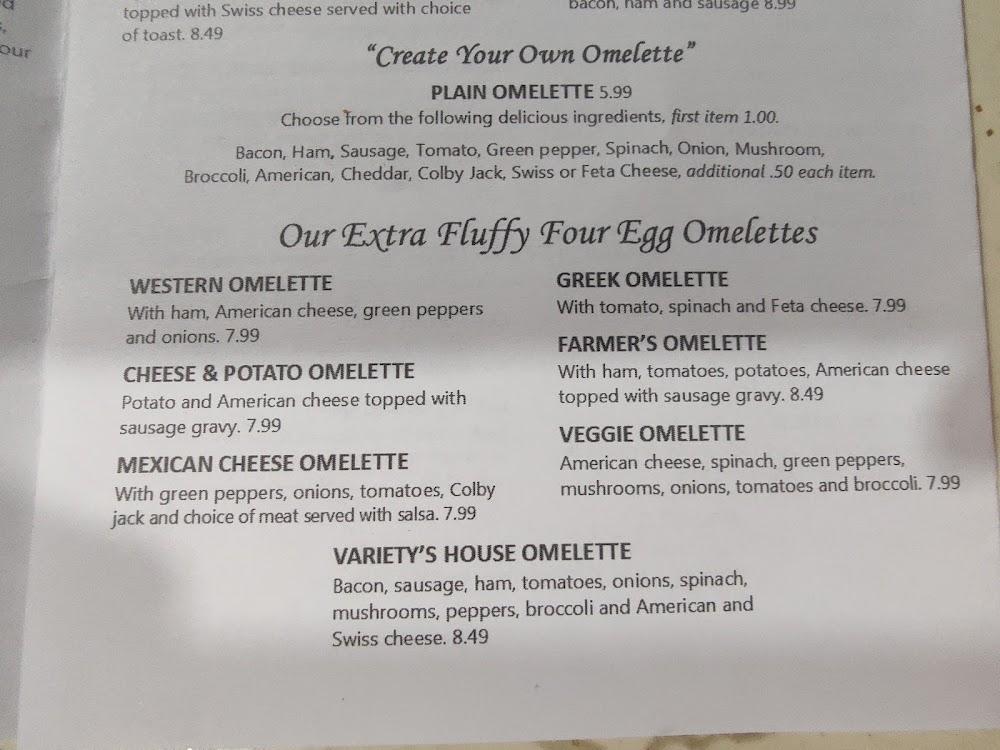 topped with Swiss cheese served with choice
of toast. 8.49
bacon, ham and sausage 8.99
our
"Create Your Own Omelette"
PLAIN OMELETTE 5.99
Choose from the following delicious ingredients, first item 1.00.
Bacon, Ham, Sausage, Tomato, Green pepper, Spinach, Onion, Mushroom,
Broccoli, American, Cheddar, Colby Jack, Swiss or Feta Cheese, additional .50 each item.
Our Extra Fluffy Four Egg Omelettes
WESTERN OMELETTE
With ham, American cheese, green peppers
and onions. 7.99
CHEESE & POTATO OMELETTE
Potato and American cheese topped with
sausage gravy. 7.99
MEXICAN CHEESE OMELETTE
With green peppers, onions, tomatoes, Colby
jack and choice of meat served with salsa. 7.99
GREEK OMELETTE
With tomato, spinach and Feta cheese. 7.99
FARMER'S OMELETTE
With ham, tomatoes, potatoes, American cheese
topped with sausage gravy. 8.49
VEGGIE OMELETTE
American cheese, spinach, green peppers,
mushrooms, onions, tomatoes and broccoli. 7.99
VARIETY'S HOUSE OMELETTE
Bacon, sausage, ham, tomatoes, onions, spinach,
mushrooms, peppers, broccoli and American and
Swiss cheese. 8.49